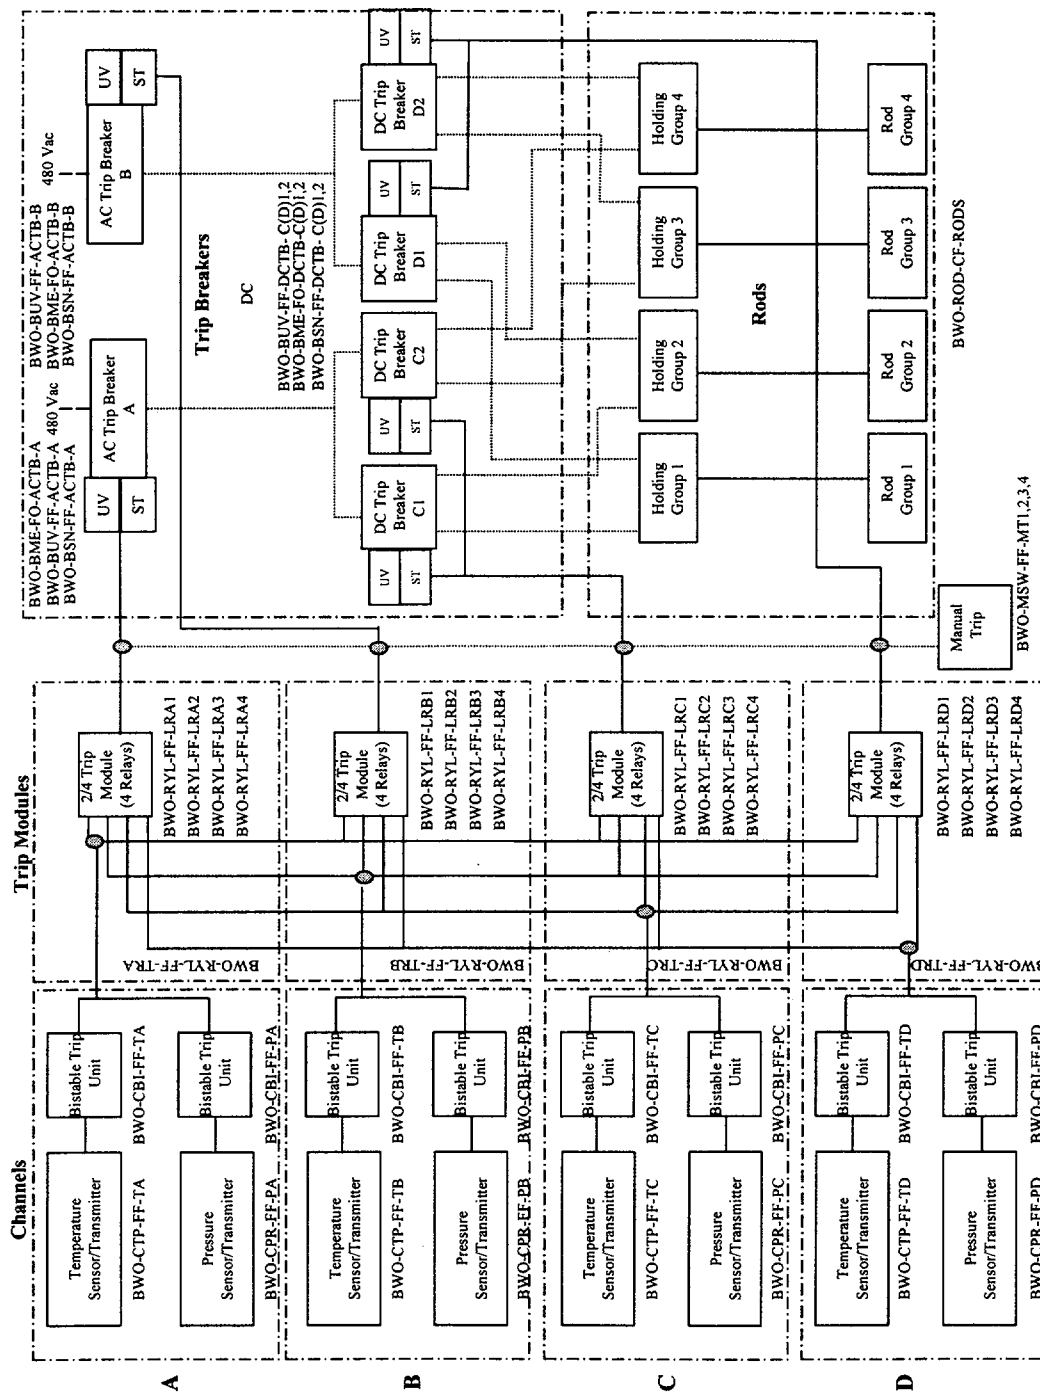 Channels
Trip Modules
A
Temperature
Sensor/Transmitter
BWO-CTP-FF-TA
Bistable Trip
Unit
BWO-CBI-FF-TA
Pressure
Sensor/Transmitter
BWO-CPR-FF-PA
Bistable Trip
Unit
BWO-CBI-FF-PA
BWO-RYL-FF-TRA
2/4 Trip
Module
(4 Relays)
BWO-RYL-FF-LRA1
BWO-RYL-FF-LRA2
BWO-RYL-FF-LRA3
BWO-RYL-FF-LRA4
B
Temperature
Sensor/Transmitter
BWO-CTP-FF-TB
Bistable Trip
Unit
BWO-CBI-FF-TB
Pressure
Sensor/Transmitter
BWO-CPR-FF-PB
Bistable Trip
Unit
BWO-CBI-FF-PB
BWO-RYL-FF-TRB
2/4 Trip
Module
(4 Relays)
BWO-RYL-FF-LRB1
BWO-RYL-FF-LRB2
BWO-RYL-FF-LRB3
BWO-RYL-FF-LRB4
C
Temperature
Sensor/Transmitter
BWO-CTP-FF-TC
Bistable Trip
Unit
BWO-CBI-FF-TC
Pressure
Sensor/Transmitter
BWO-CPR-FF-PC
Bistable Trip
Unit
BWO-CBI-FF-PC
BWO-RYL-FF-TRC
2/4 Trip
Module
(4 Relays)
BWO-RYL-FF-LRC1
BWO-RYL-FF-LRC2
BWO-RYL-FF-LRC3
BWO-RYL-FF-LRC4
D
Temperature
Sensor/Transmitter
BWO-CTP-FF-TD
Bistable Trip
Unit
BWO-CBI-FF-TD
Pressure
Sensor/Transmitter
BWO-CPR-FF-PD
Bistable Trip
Unit
BWO-CBI-FF-PD
BWO-RYL-FF-TRD
2/4 Trip
Module
(4 Relays)
BWO-RYL-FF-LRD1
BWO-RYL-FF-LRD2
BWO-RYL-FF-LRD3
BWO-RYL-FF-LRD4
Manual
Trip
BWO-MSW-FF-MT1,2,3,4
BWO-BME-FO-ACTB-A
BWO-BUV-FF-ACTB-A
BWO-BSN-FF-ACTB-A
480 Vac
UV
ST
AC Trip Breaker
A
BWO-BUV-FF-ACTB-B
BWO-BME-FO-ACTB-B
BWO-BSN-FF-ACTB-B
480 Vac
AC Trip Breaker
B
UV
ST
Trip Breakers
DC
BWO-BUV-FF-DCTB- C(D)1,2
BWO-BME-FO-DCTB-C(D)1,2
BWO-BSN-FF-DCTB- C(D)1,2
UV
ST
DC Trip
Breaker
C1
UV
ST
DC Trip
Breaker
C2
DC Trip
Breaker
D1
UV
ST
DC Trip
Breaker
D2
UV
ST
Holding
Group 1
Holding
Group 2
Holding
Group 3
Holding
Group 4
Rods
Rod
Group 1
Rod
Group 2
Rod
Group 3
Rod
Group 4
BWO-ROD-CF-RODS